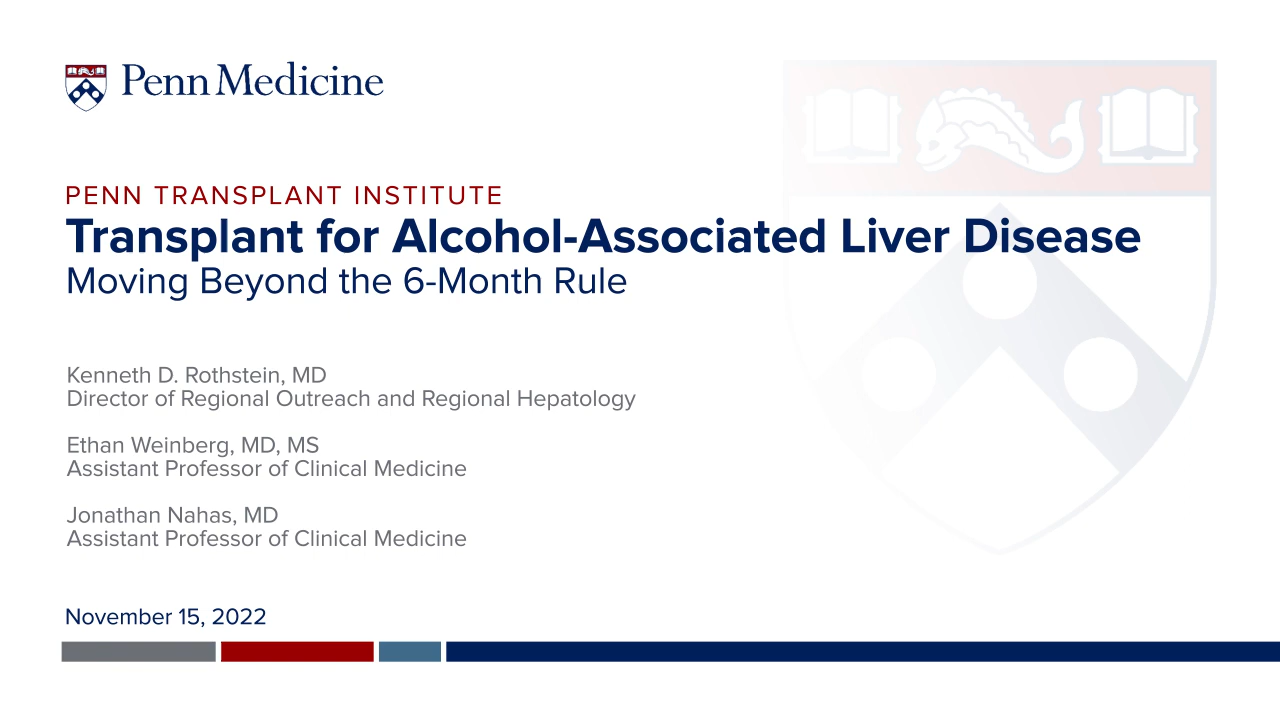 Penn Medicine
PENN TRANSPLANT INSTITUTE
Transplant for Alcohol-Associated Liver Disease
Moving Beyond the 6-Month Rule
Kenneth D. Rothstein, MD
Director of Regional Outreach and Regional Hepatology
Ethan Weinberg, MD, MS
Assistant Professor of Clinical Medicine
Jonathan Nahas, MD
Assistant Professor of Clinical Medicine
November 15, 2022